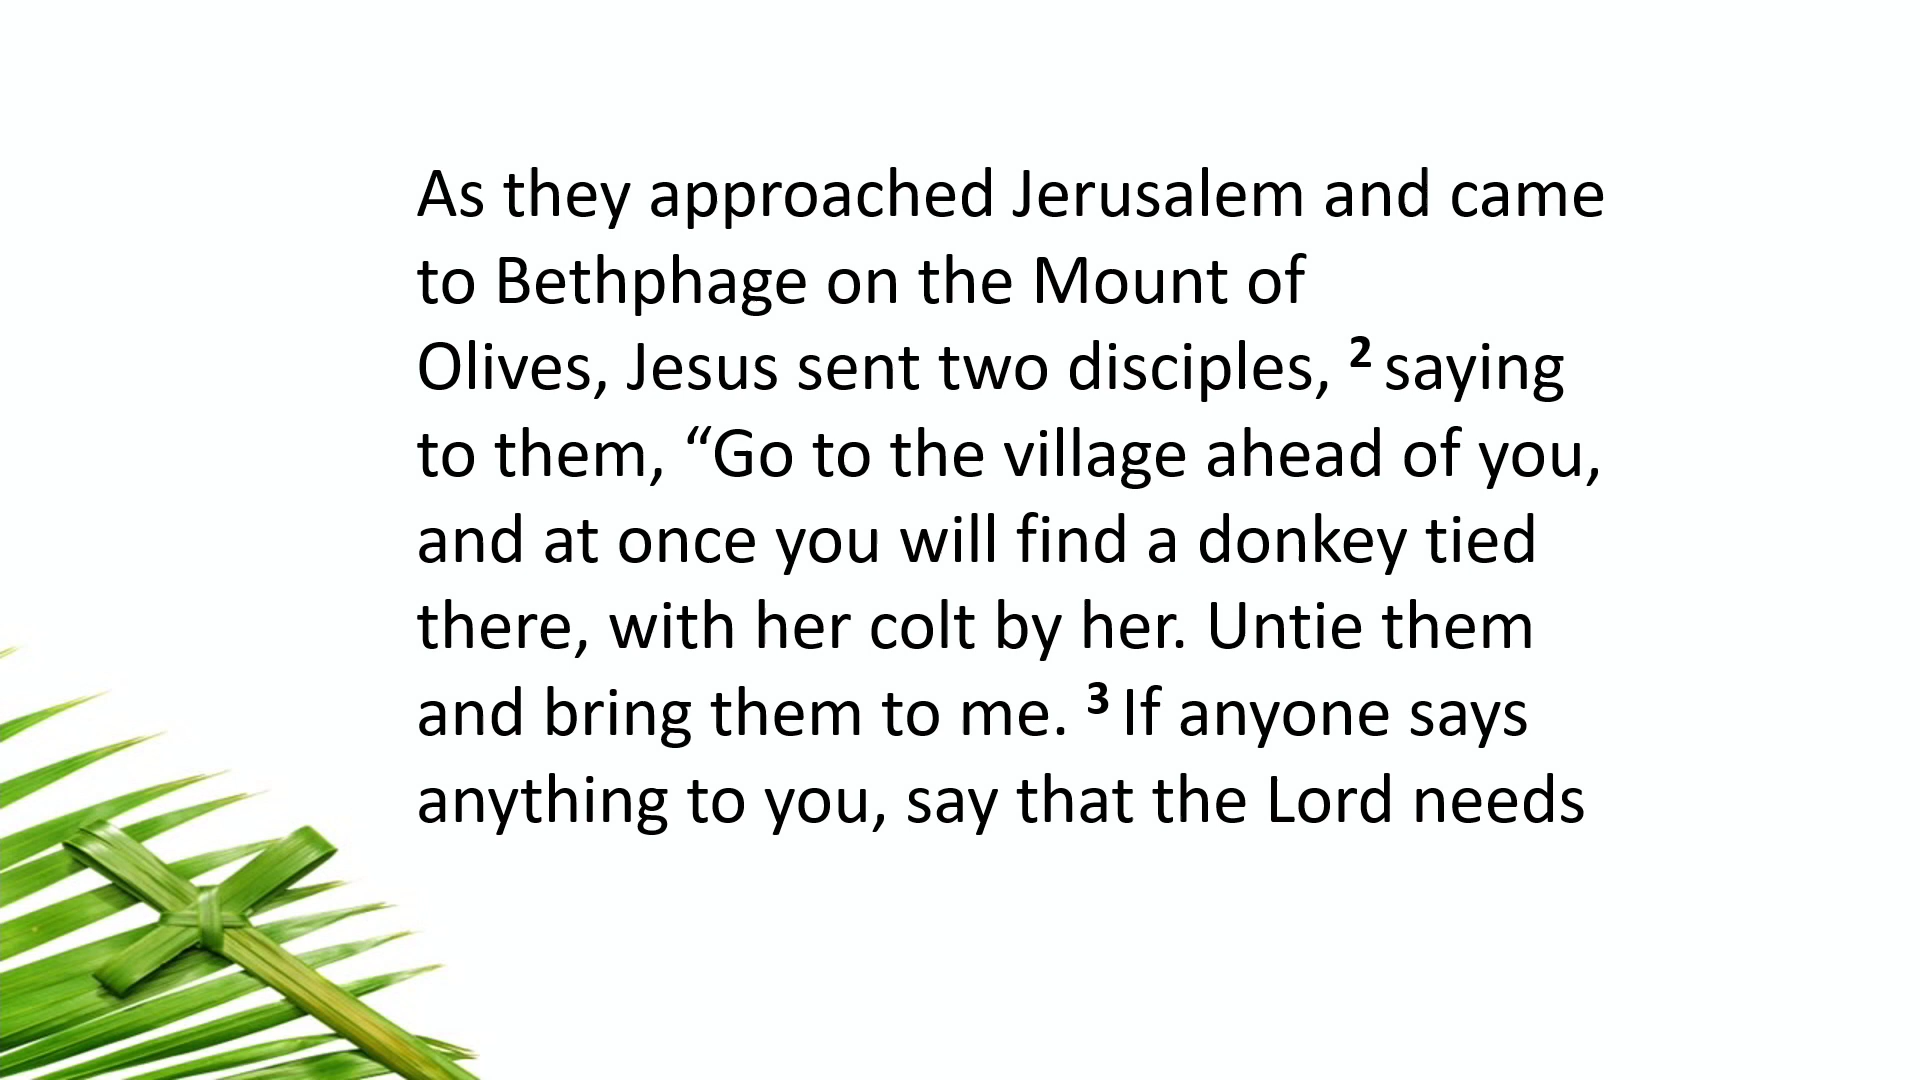 As they approached Jerusalem and came
to Bethphage on the Mount of
Olives, Jesus sent two disciples, ² saying
to them, “Go to the village ahead of you,
and at once you will find a donkey tied
there, with her colt by her. Untie them
and bring them to me. ³ If anyone says
anything to you, say that the Lord needs